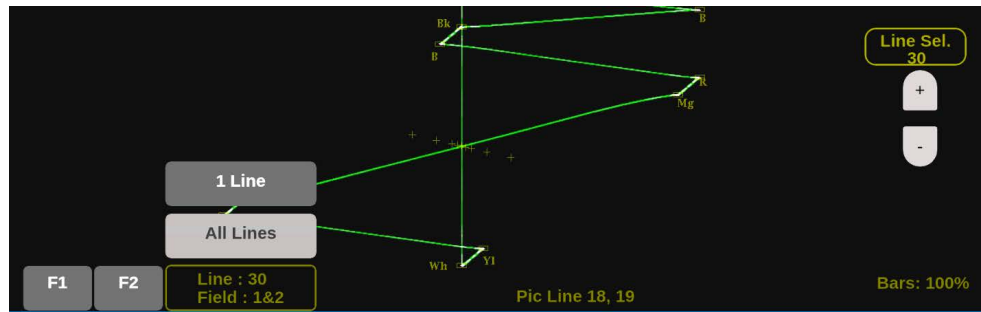 B
Bk
B
Line Sel.
30
R
Mg
+
-
1 Line
All Lines
Wh
Yl
F1
F2
Line : 30
Field : 1&2
Pic Line 18, 19
Bars: 100%